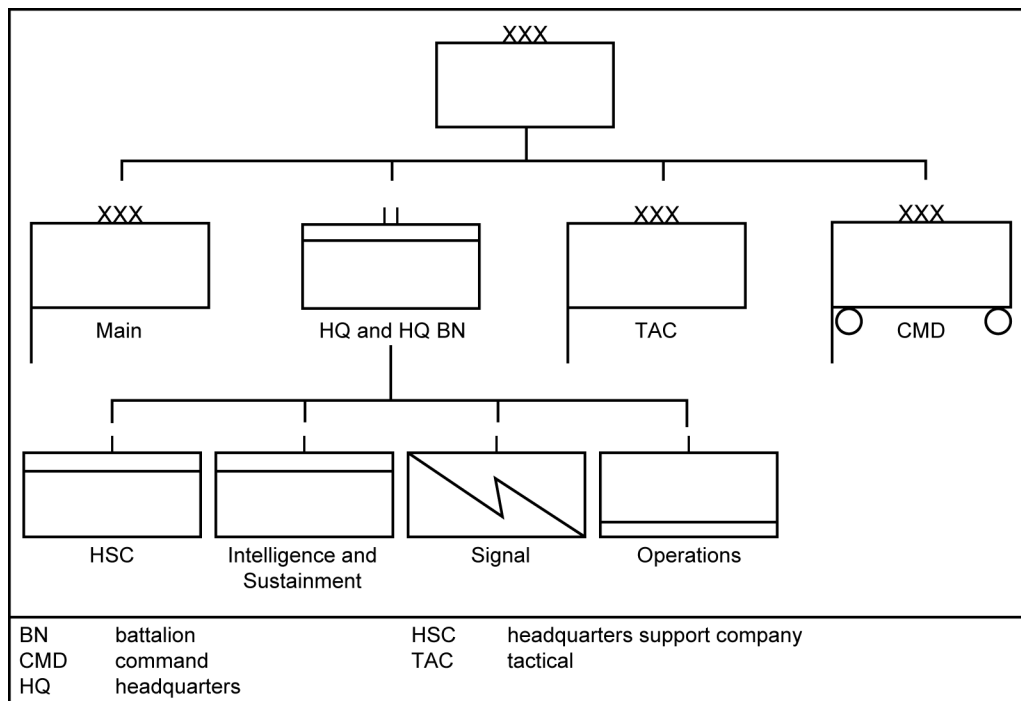 XXX
XXX
II
XXX
XXX
Main
HQ and HQ BN
TAC
CMD
I
I
I
I
HSC
Intelligence and
Sustainment
Signal
Operations
BN battalion
CMD command
HQ headquarters
HSC headquarters support company
TAC tactical